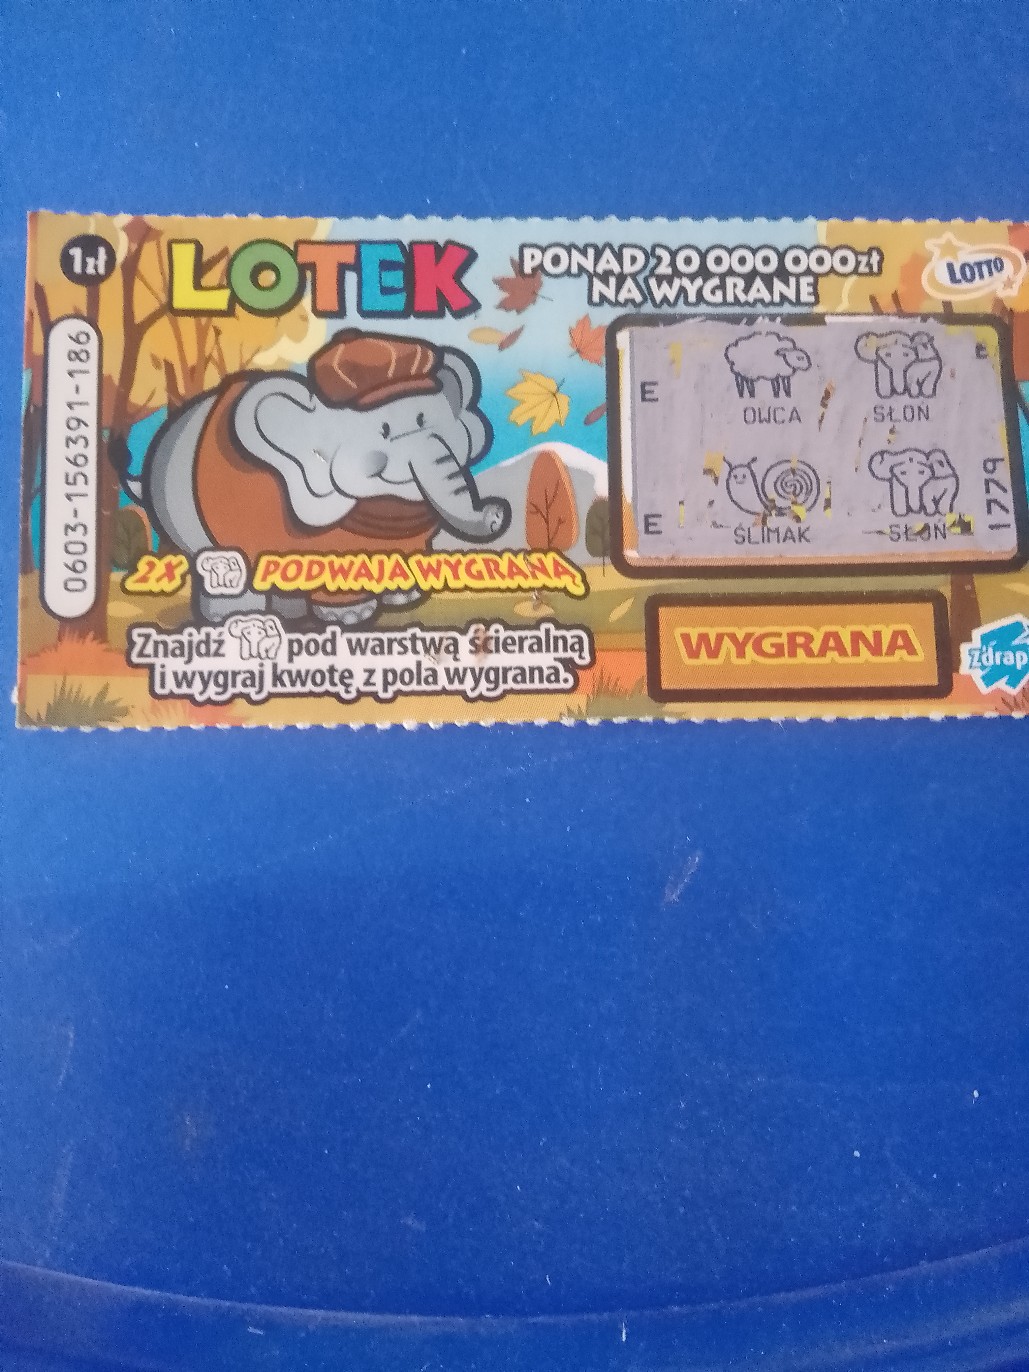 1zł
LOTEK
PONAD 20 000 000zł
NA WYGRANE
LOTTO
0603-156391-186
E
E
OWCA
SŁOŃ
E
ŚLIMAK
SŁOŃ
1779
2X PODWAJA WYGRANĄ
Znajdź pod warstwą ścieralną
i wygraj kwotę z pola wygrana.
WYGRANA
Zdrap